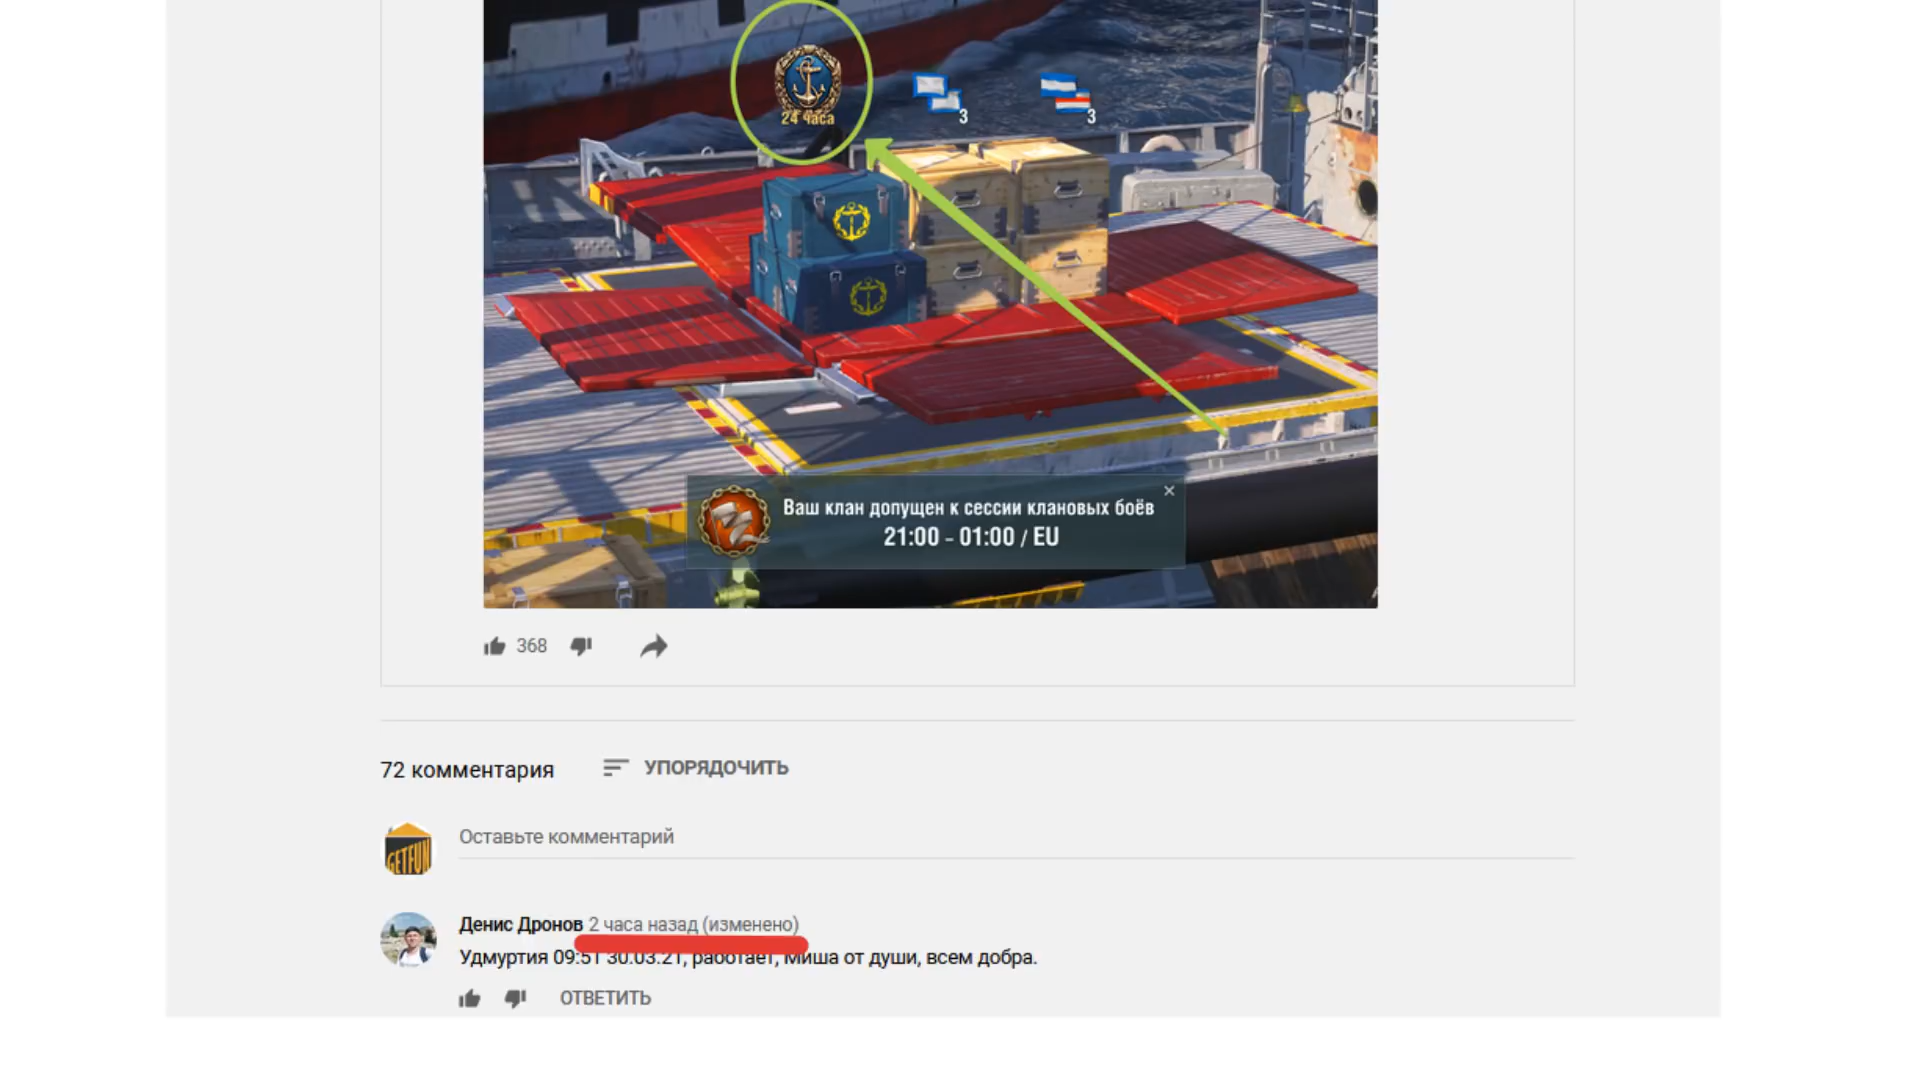 24 часа
3
3
Ваш клан допущен к сессии клановых боёв
21:00 - 01:00 / EU
368
72 комментария
УПОРЯДОЧИТЬ
GETFUN
Оставьте комментарий
Денис Дронов 2 часа назад (изменено)
Удмуртия 09:51 30.03.21, работает, Миша от души, всем добра.
ОТВЕТИТЬ